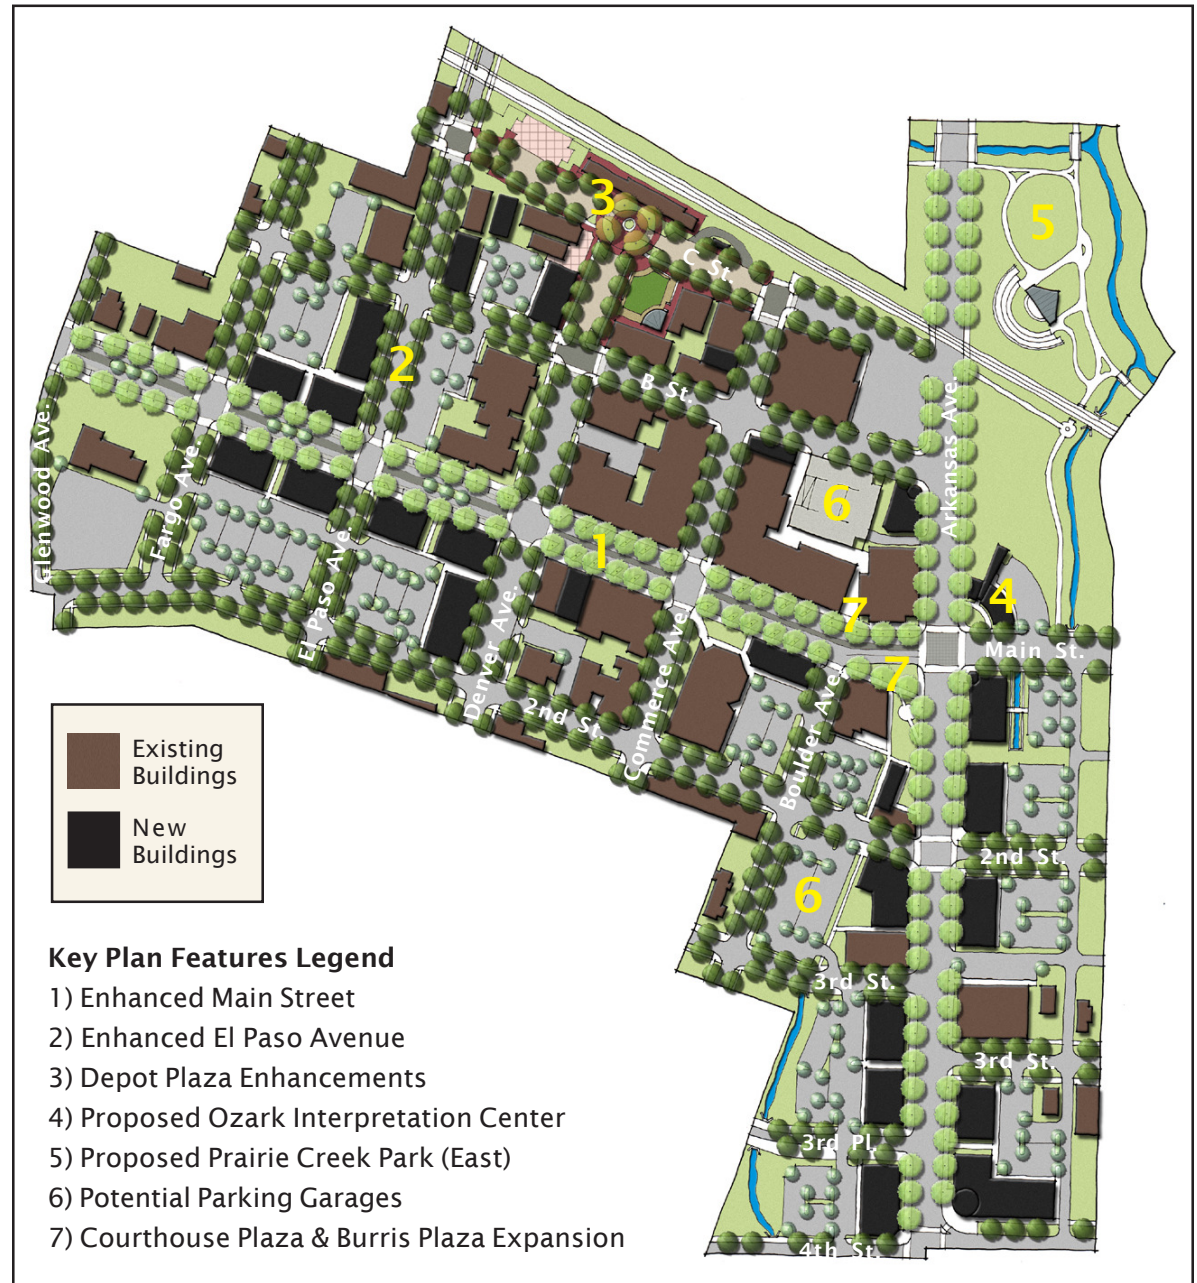 3
5
C St.
2
B St.
Glenwood Ave.
Fargo Ave.
El Paso Ave.
Arkansas Ave.
6
1
4
7
Main St.
7
Denver Ave.
2nd St.
Commerce Ave.
Boulder Ave.
2nd St.
6
3rd St.
3rd St.
3rd Pl.
4th St.
Existing
Buildings
New
Buildings
Key Plan Features Legend
1) Enhanced Main Street
2) Enhanced El Paso Avenue
3) Depot Plaza Enhancements
4) Proposed Ozark Interpretation Center
5) Proposed Prairie Creek Park (East)
6) Potential Parking Garages
7) Courthouse Plaza & Burris Plaza Expansion